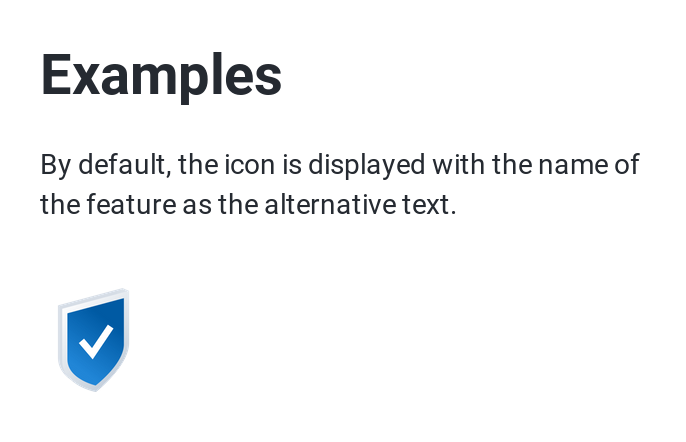 Examples
By default, the icon is displayed with the name of
the feature as the alternative text.